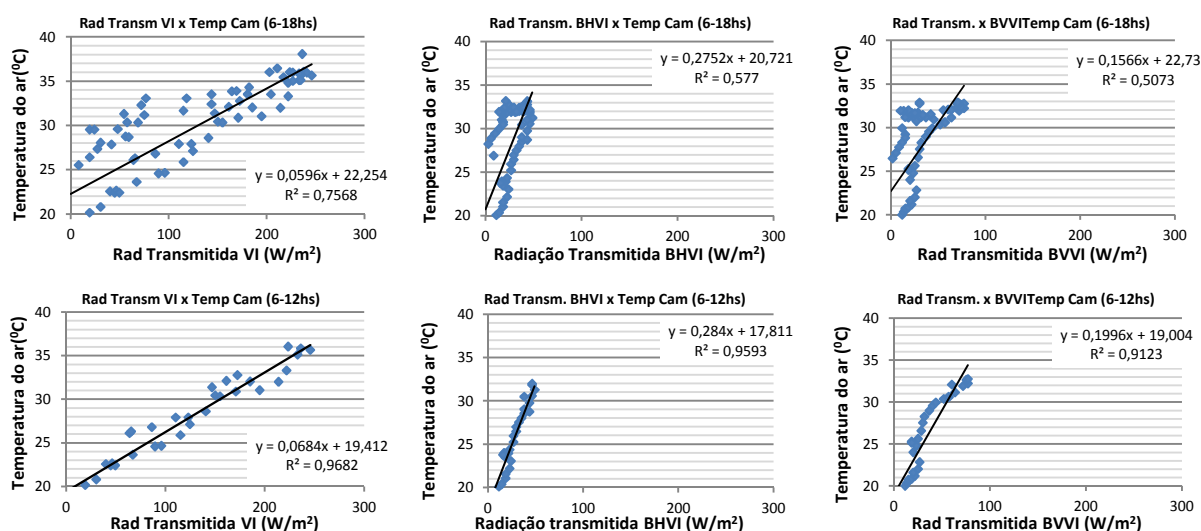 Rad Transm VI x Temp Cam (6-18hs)
Temperatura do ar(⁰C)
40
35
30
25
20
y = 0,0596x + 22,254
R² = 0,7568
0
100
200
300
Rad Transmitida VI (W/m²)
Rad Transm. BHVI x Temp Cam (6-18hs)
Temperatura do ar (⁰C)
40
35
30
25
20
y = 0,2752x + 20,721
R² = 0,577
0
100
200
300
Radiação Transmitida BHVI (W/m²)
Rad Transm. x BVVITemp Cam (6-18hs)
Temperatura do ar (⁰C)
40
35
30
25
20
y = 0,1566x + 22,73
R² = 0,5073
0
100
200
300
Rad Transmitida BVVI (W/m²)
Rad Transm VI x Temp Cam (6-12hs)
Temperatura do ar (⁰C)
40
35
30
25
20
y = 0,0684x + 19,412
R² = 0,9682
0
100
200
300
Rad Transmitida VI (W/m²)
Rad Transm. BHVI x Temp Cam (6-12hs)
Temperatura do ar (⁰C)
40
35
30
25
20
y = 0,284x + 17,811
R² = 0,9593
0
100
200
300
Radiação transmitida BHVI (W/m²)
Rad Transm. x BVVITemp Cam (6-12hs)
Temperatura do ar (⁰C)
40
35
30
25
20
y = 0,1996x + 19,004
R² = 0,9123
0
100
200
300
Rad Transmitida BVVI (W/m²)